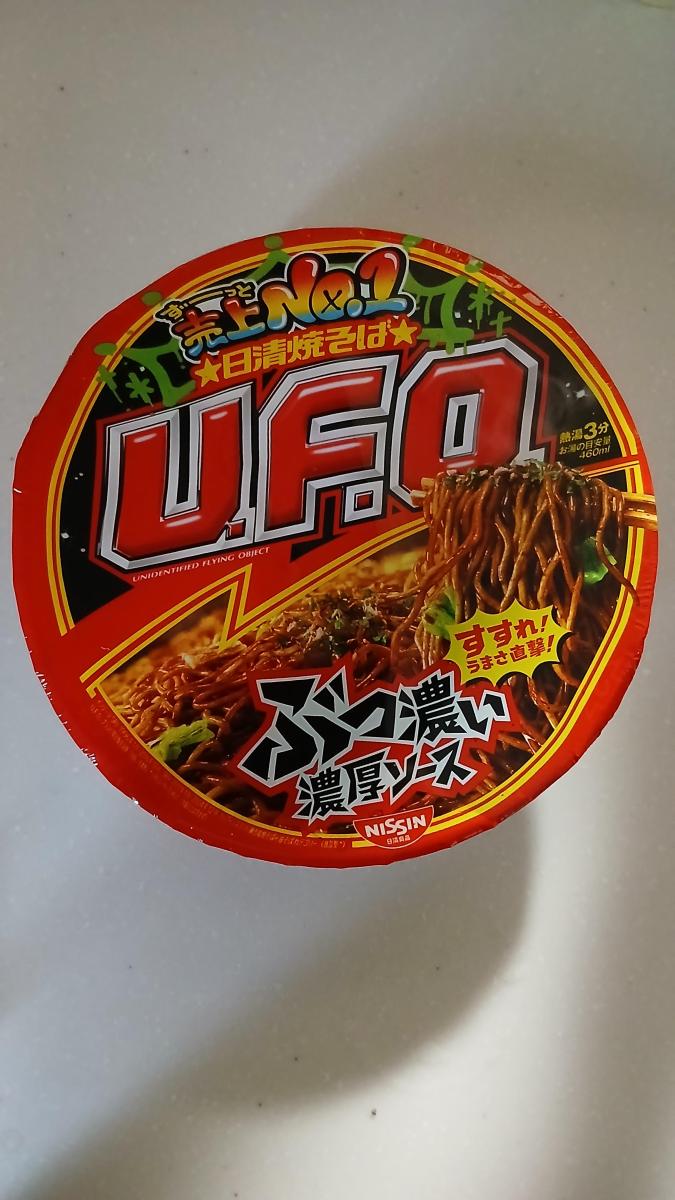 ず――っと
売上No.1
★日清焼そば★
U.F.O.
UNIDENTIFIED FLYING OBJECT
熱湯3分
お湯の目安量
460ml
すすれ!
うまさ直撃!
ぶっ濃い
濃厚ソース
NISSIN
日清食品